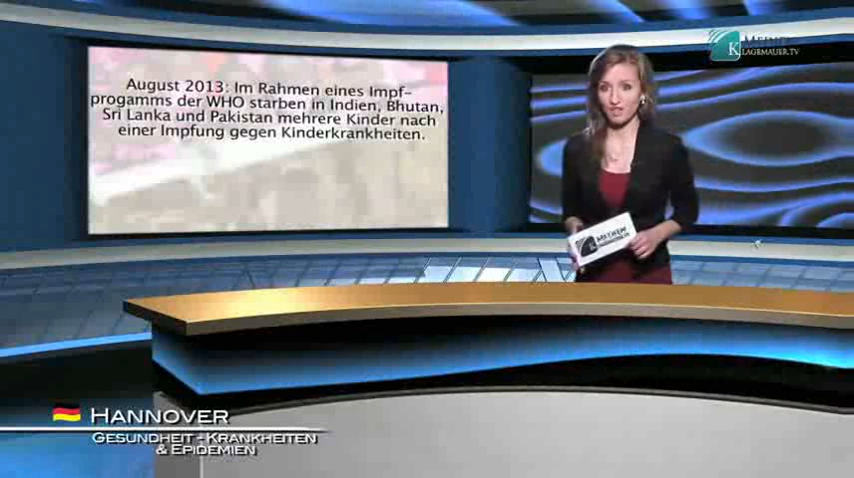 August 2013: Im Rahmen eines Impf-
progamms der WHO starben in Indien, Bhutan,
Sri Lanka und Pakistan mehrere Kinder nach
einer Impfung gegen Kinderkrankheiten.
K
LAGEMAUER.TV
HANNOVER
GESUNDHEIT - KRANKHEITEN
& EPIDEMIEN